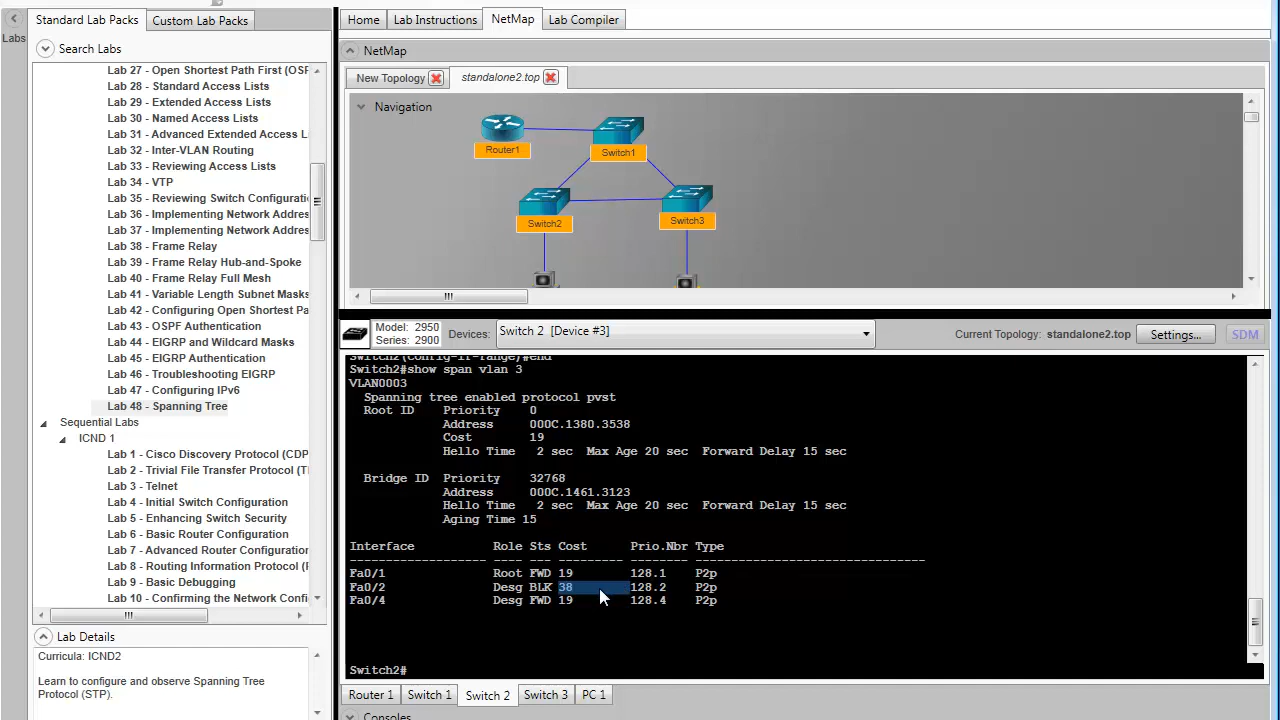 Standard Lab Packs
Custom Lab Packs
Labs
Search Labs
Lab 27 - Open Shortest Path First (OSF
Lab 28 - Standard Access Lists
Lab 29 - Extended Access Lists
Lab 30 - Named Access Lists
Lab 31 - Advanced Extended Access L
Lab 32 - Inter-VLAN Routing
Lab 33 - Reviewing Access Lists
Lab 34 - VTP
Lab 35 - Reviewing Switch Configurati
Lab 36 - Implementing Network Addres
Lab 37 - Implementing Network Addres
Lab 38 - Frame Relay
Lab 39 - Frame Relay Hub-and-Spoke
Lab 40 - Frame Relay Full Mesh
Lab 41 - Variable Length Subnet Masks
Lab 42 - Configuring Open Shortest Pat
Lab 43 - OSPF Authentication
Lab 44 - EIGRP and Wildcard Masks
Lab 45 - EIGRP Authentication
Lab 46 - Troubleshooting EIGRP
Lab 47 - Configuring IPv6
Lab 48 - Spanning Tree
Sequential Labs
ICND 1
Lab 1 - Cisco Discovery Protocol (CDP
Lab 2 - Trivial File Transfer Protocol (T
Lab 3 - Telnet
Lab 4 - Initial Switch Configuration
Lab 5 - Enhancing Switch Security
Lab 6 - Basic Router Configuration
Lab 7 - Advanced Router Configuration
Lab 8 - Routing Information Protocol (
Lab 9 - Basic Debugging
Lab 10 - Confirming the Network Confi
Lab Details
Curricula: ICND2
Learn to configure and observe Spanning Tree
Protocol (STP).
Home
Lab Instructions
NetMap
Lab Compiler
NetMap
New Topology
standalone2.top
Navigation
Router1
Switch1
Switch2
Switch3
Model: 2950
Series: 2900
Devices:
Switch 2 [Device #3]
Current Topology: standalone2.top
Settings...
SDM
Switch2(config-if-range)#end
Switch2#show span vlan 3
VLAN0003
Spanning tree enabled protocol pvst
Root ID Priority 0
Address 000C.1380.3538
Cost 19
Hello Time 2 sec Max Age 20 sec Forward Delay 15 sec
Bridge ID Priority 32768
Address 000C.1461.3123
Hello Time 2 sec Max Age 20 sec Forward Delay 15 sec
Aging Time 15
Interface Role Sts Cost Prio.Nbr Type
------------------- ---- --- --------- -------- --------------------------------
Fa0/1 Root FWD 19 128.1 P2p
Fa0/2 Desg BLK 38 128.2 P2p
Fa0/4 Desg FWD 19 128.4 P2p
Switch2#
Router 1
Switch 1
Switch 2
Switch 3
PC 1
Consoles